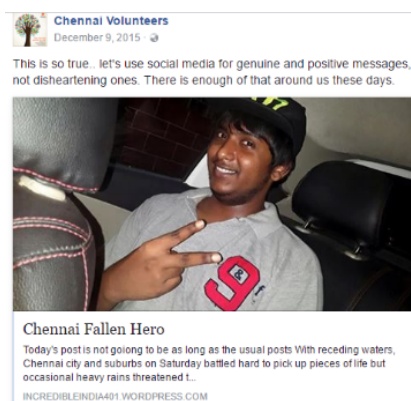 Chennai Volunteers
December 9, 2015 ·
This is so true.. let's use social media for genuine and positive messages,
not disheartening ones. There is enough of that around us these days.
Chennai Fallen Hero
Today's post is not goiong to be as long as the usual posts With receding waters,
Chennai city and suburbs on Saturday battled hard to pick up pieces of life but
occasional heavy rains threatened t...
INCREDIBLEINDIA401.WORDPRESS.COM